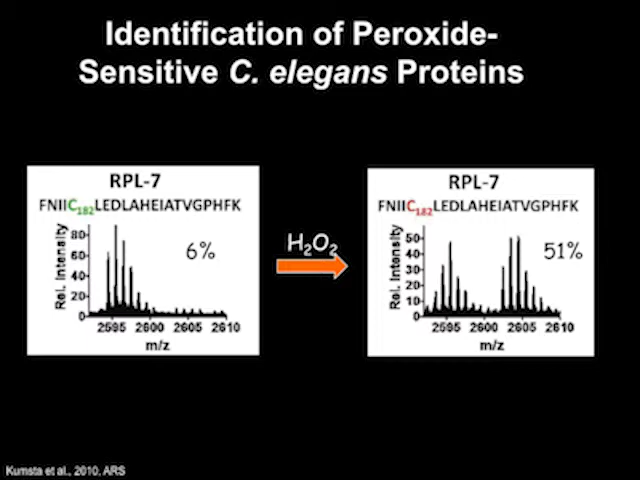 Identification of Peroxide-
Sensitive C. elegans Proteins
RPL-7
FNIIC182LEDLAHEIATVGPHFK
6%
Rel. Intensity
80
60
40
20
0
2595 2600 2605 2610
m/z
H2O2
RPL-7
FNIIC182LEDLAHEIATVGPHFK
51%
Rel. Intensity
50
40
30
20
10
0
2595 2600 2605 2610
m/z
Kumsta et al., 2010, ARS